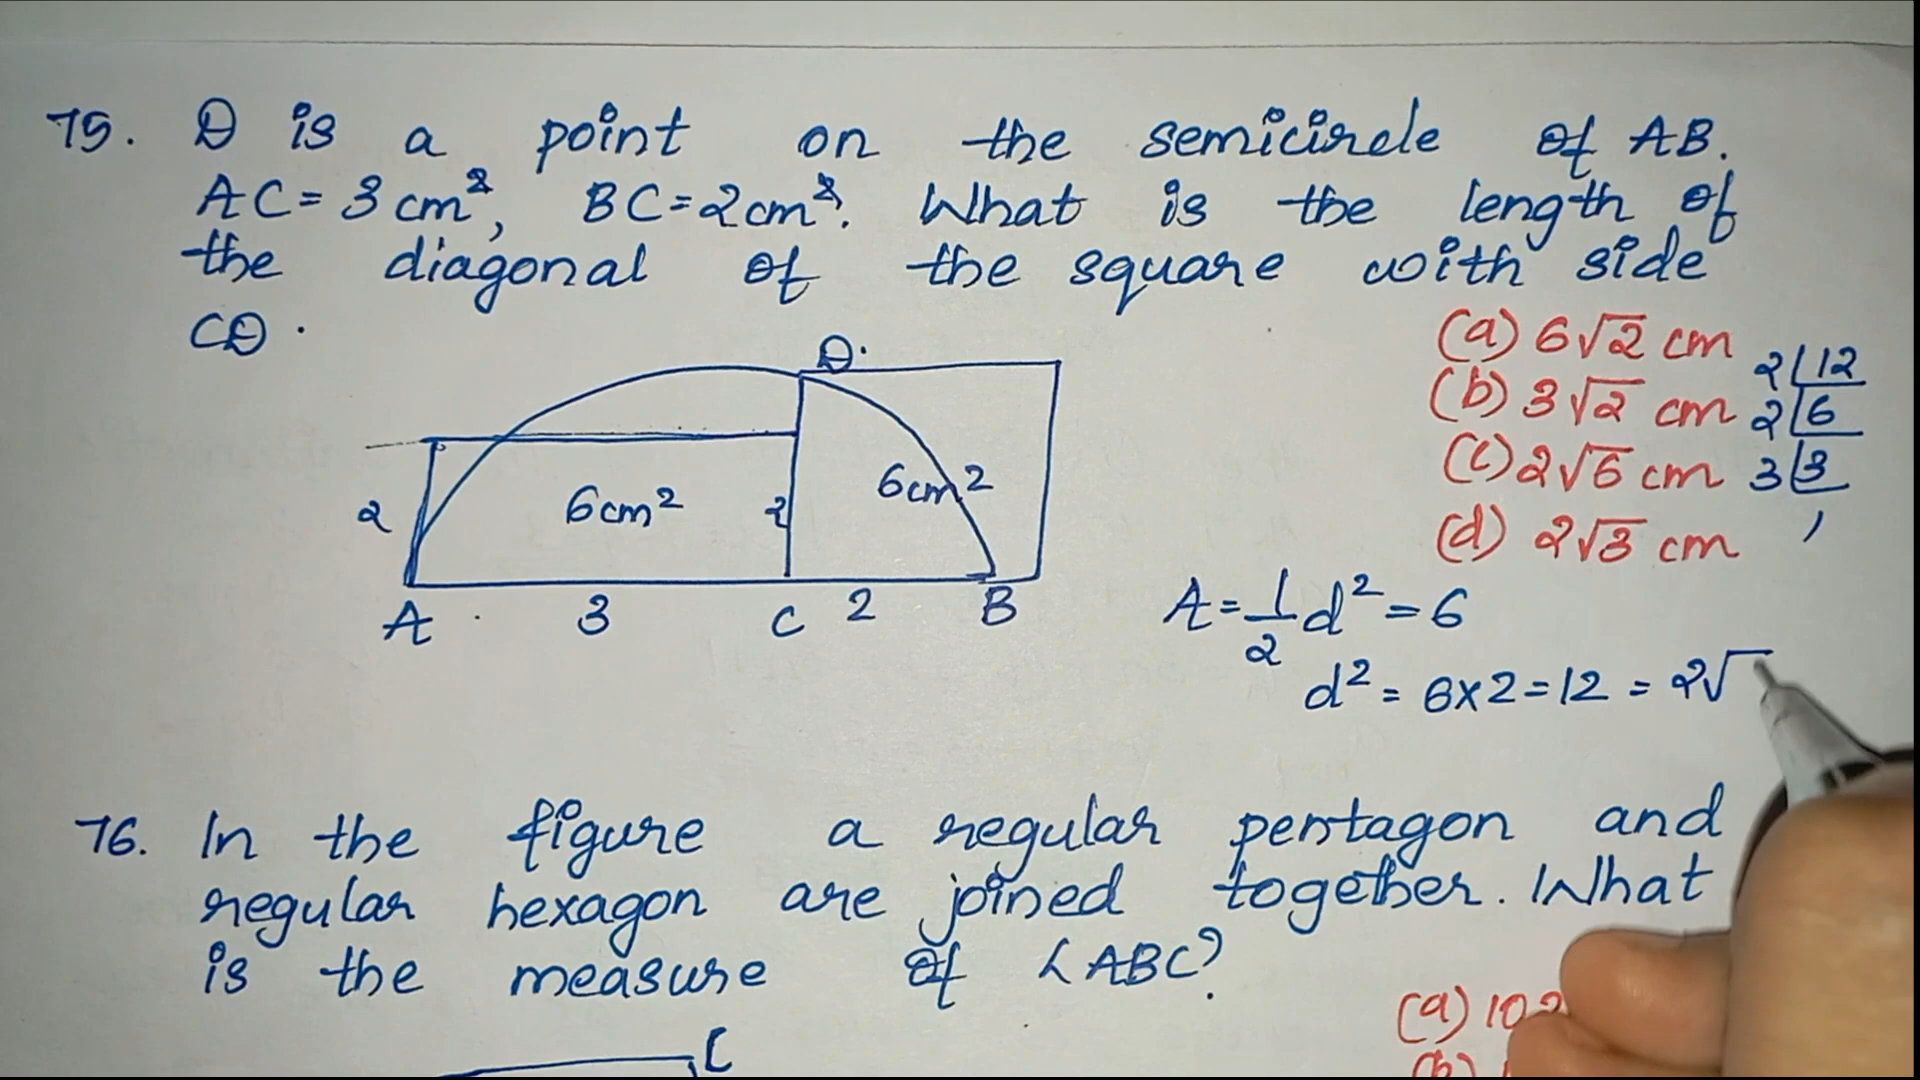 75. D is a point on the semicircle of AB.
AC = 3 cm², BC = 2 cm². What is the length of
the diagonal of the square with side
CD.
(a) 6√2 cm
(b) 3√2 cm
(c) 2√6 cm
(d) 2√3 cm
2 | 12
2 | 6
3 | 3
D
2 6cm² 2 6cm²
A 3 C 2 B
A = 1/2 d² = 6
d² = 6×2 = 12 = 2√
76. In the figure a regular pentagon and
regular hexagon are joined together. What
is the measure of ∠ABC?
(a) 102
(b)
C